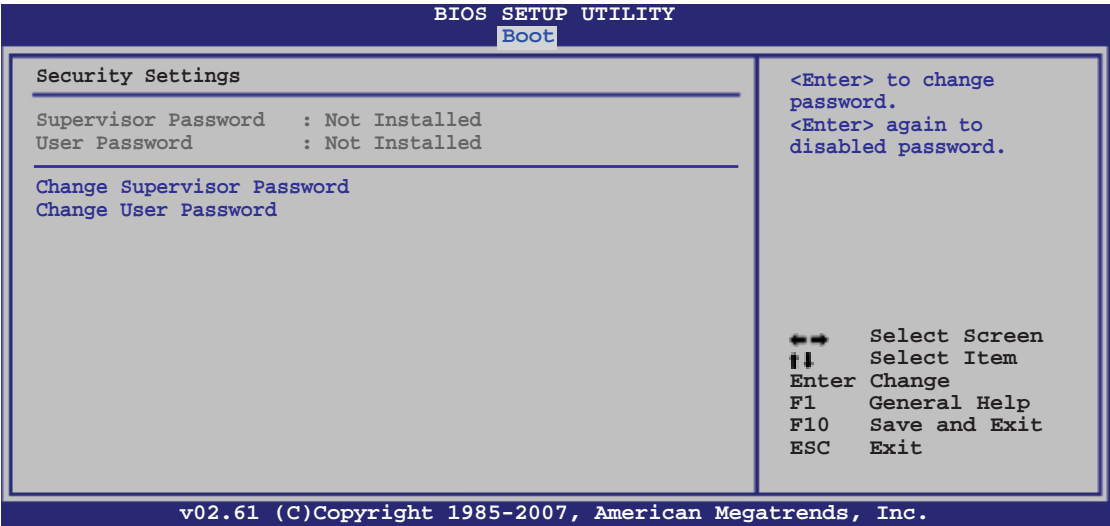 BIOS SETUP UTILITY
Boot
Security Settings
Supervisor Password : Not Installed
User Password : Not Installed
Change Supervisor Password
Change User Password
<Enter> to change
password.
<Enter> again to
disabled password.
←→ Select Screen
↑↓ Select Item
Enter Change
F1 General Help
F10 Save and Exit
ESC Exit
v02.61 (C)Copyright 1985-2007, American Megatrends, Inc.